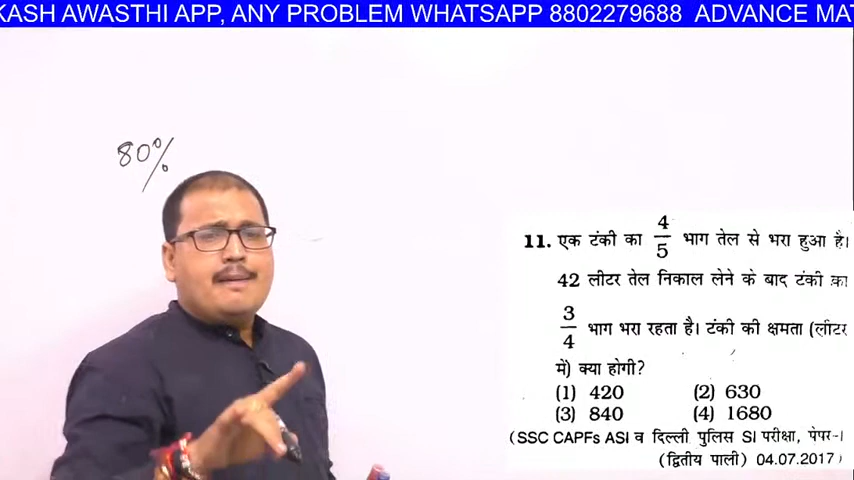 KASH AWASTHI APP, ANY PROBLEM WHATSAPP 8802279688 ADVANCE MAT
80%
11. एक टंकी का 4/5 भाग तेल से भरा हुआ है।
42 लीटर तेल निकाल लेने के बाद टंकी का
3/4 भाग भरा रहता है। टंकी की क्षमता (लीटर
में) क्या होगी?
(1) 420 (2) 630
(3) 840 (4) 1680
(SSC CAPFs ASI व दिल्ली पुलिस SI परीक्षा, पेपर-I
(द्वितीय पाली) 04.07.2017)